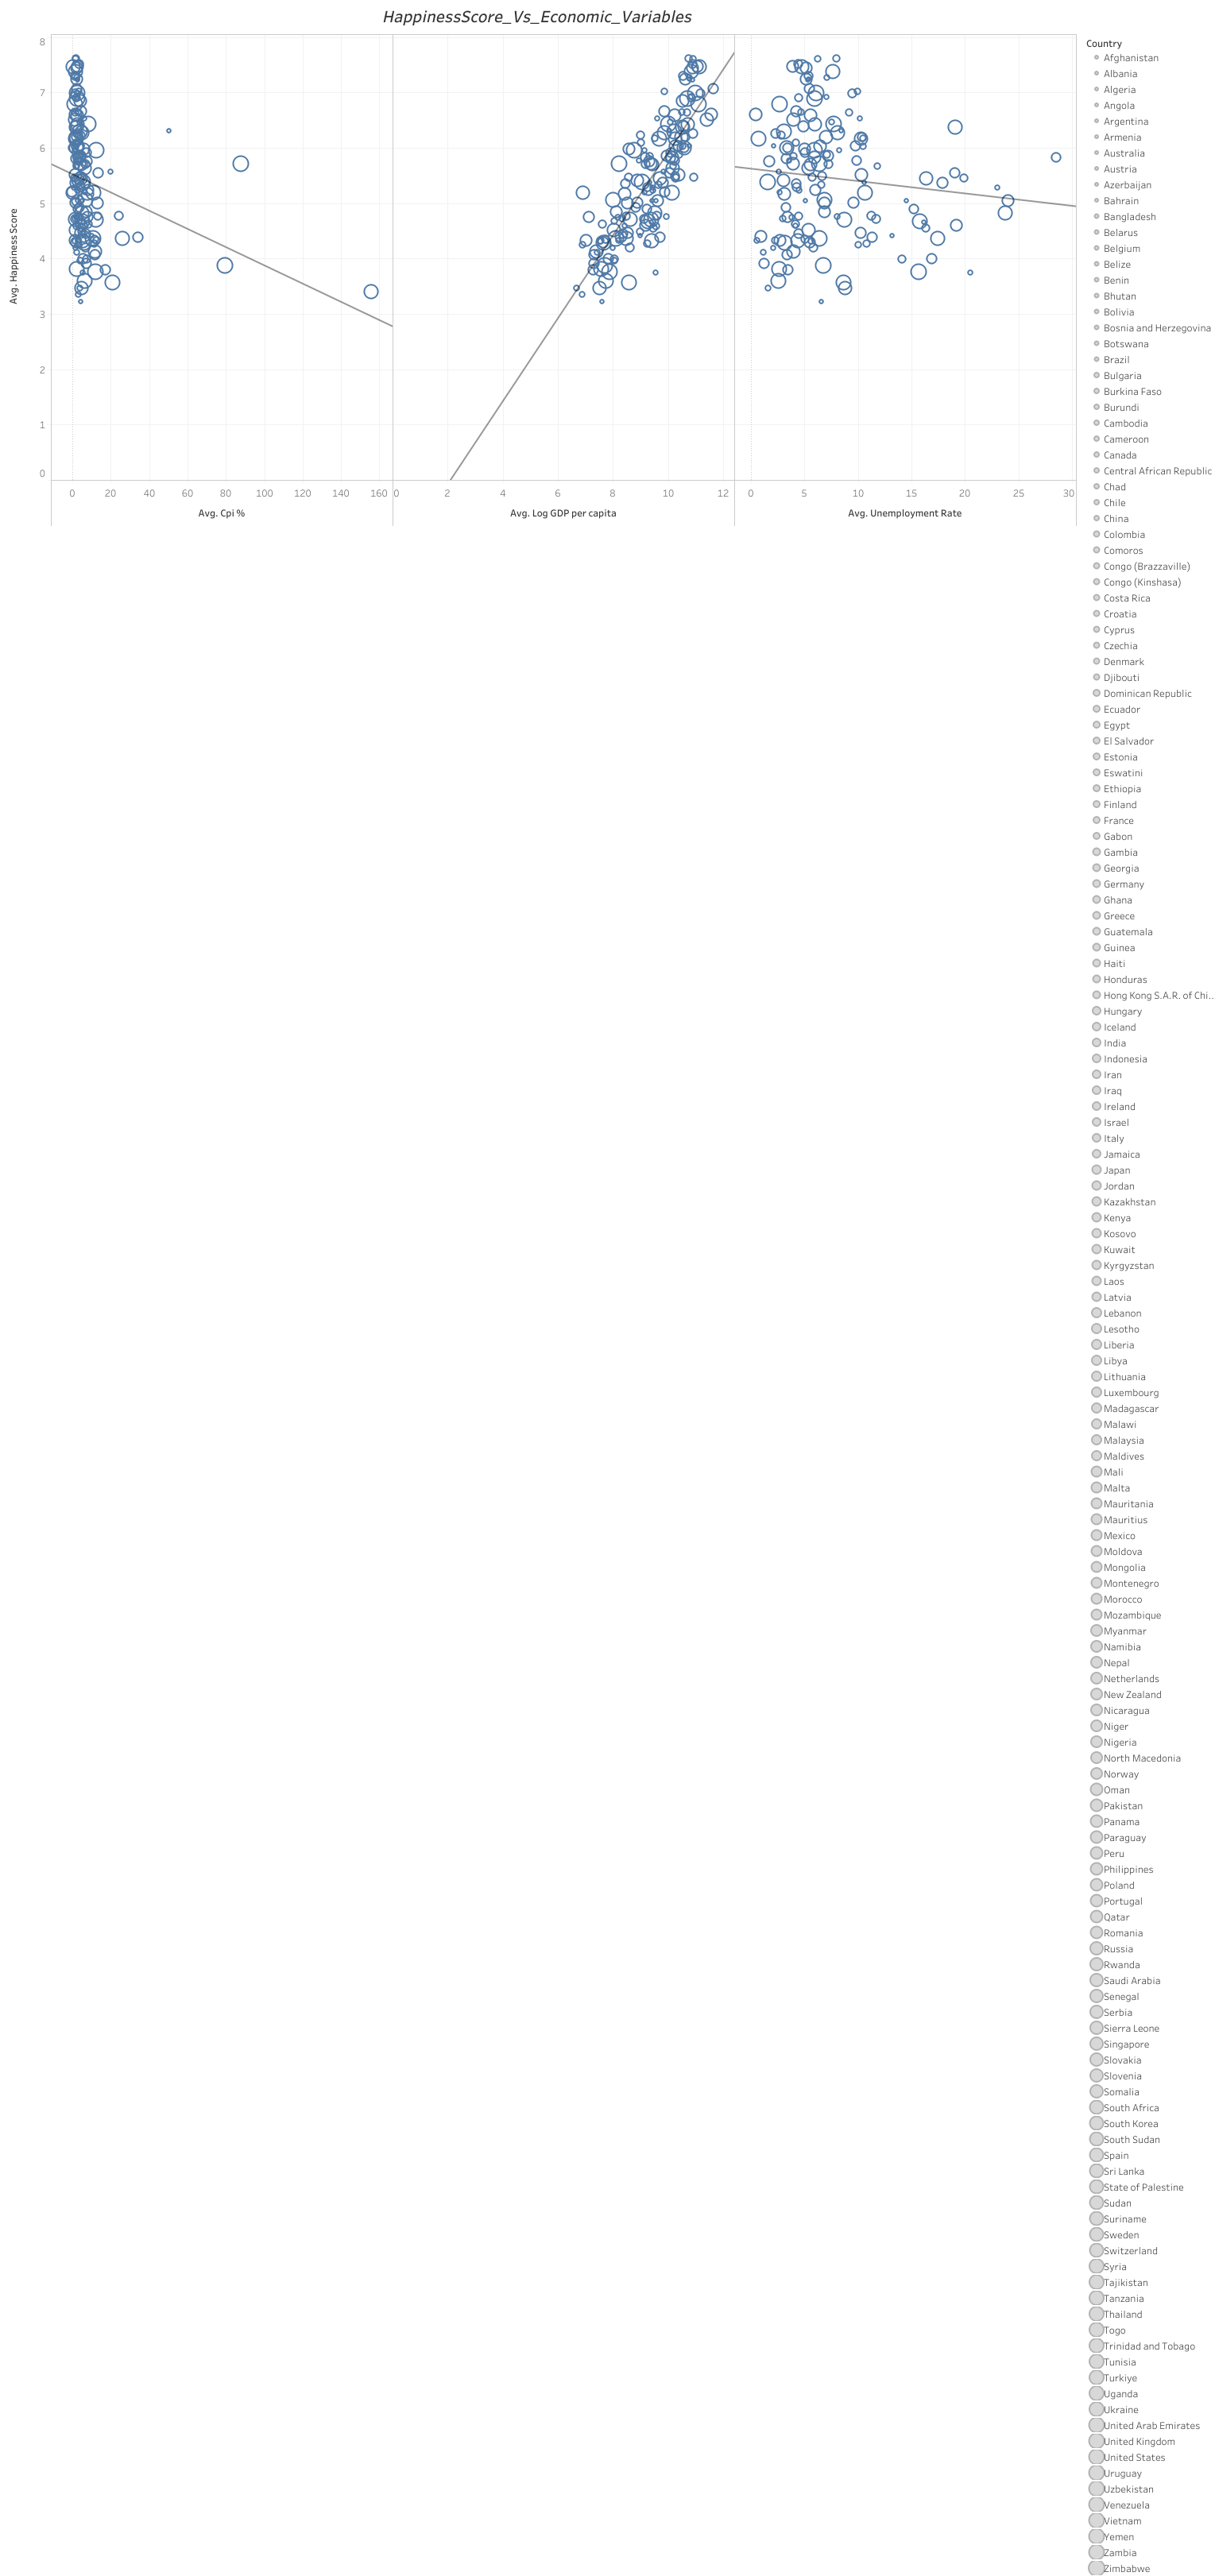 HappinessScore_Vs_Economic_Variables
Avg. Happiness Score
8
7
6
5
4
3
2
1
0
0 20 40 60 80 100 120 140 160
Avg. Cpi %
0 2 4 6 8 10 12
Avg. Log GDP per capita
0 5 10 15 20 25 30
Avg. Unemployment Rate
Country
Afghanistan
Albania
Algeria
Angola
Argentina
Armenia
Australia
Austria
Azerbaijan
Bahrain
Bangladesh
Belarus
Belgium
Belize
Benin
Bhutan
Bolivia
Bosnia and Herzegovina
Botswana
Brazil
Bulgaria
Burkina Faso
Burundi
Cambodia
Cameroon
Canada
Central African Republic
Chad
Chile
China
Colombia
Comoros
Congo (Brazzaville)
Congo (Kinshasa)
Costa Rica
Croatia
Cyprus
Czechia
Denmark
Djibouti
Dominican Republic
Ecuador
Egypt
El Salvador
Estonia
Eswatini
Ethiopia
Finland
France
Gabon
Gambia
Georgia
Germany
Ghana
Greece
Guatemala
Guinea
Haiti
Honduras
Hong Kong S.A.R. of Chi..
Hungary
Iceland
India
Indonesia
Iran
Iraq
Ireland
Israel
Italy
Jamaica
Japan
Jordan
Kazakhstan
Kenya
Kosovo
Kuwait
Kyrgyzstan
Laos
Latvia
Lebanon
Lesotho
Liberia
Libya
Lithuania
Luxembourg
Madagascar
Malawi
Malaysia
Maldives
Mali
Malta
Mauritania
Mauritius
Mexico
Moldova
Mongolia
Montenegro
Morocco
Mozambique
Myanmar
Namibia
Nepal
Netherlands
New Zealand
Nicaragua
Niger
Nigeria
North Macedonia
Norway
Oman
Pakistan
Panama
Paraguay
Peru
Philippines
Poland
Portugal
Qatar
Romania
Russia
Rwanda
Saudi Arabia
Senegal
Serbia
Sierra Leone
Singapore
Slovakia
Slovenia
Somalia
South Africa
South Korea
South Sudan
Spain
Sri Lanka
State of Palestine
Sudan
Suriname
Sweden
Switzerland
Syria
Tajikistan
Tanzania
Thailand
Togo
Trinidad and Tobago
Tunisia
Turkiye
Uganda
Ukraine
United Arab Emirates
United Kingdom
United States
Uruguay
Uzbekistan
Venezuela
Vietnam
Yemen
Zambia
Zimbabwe